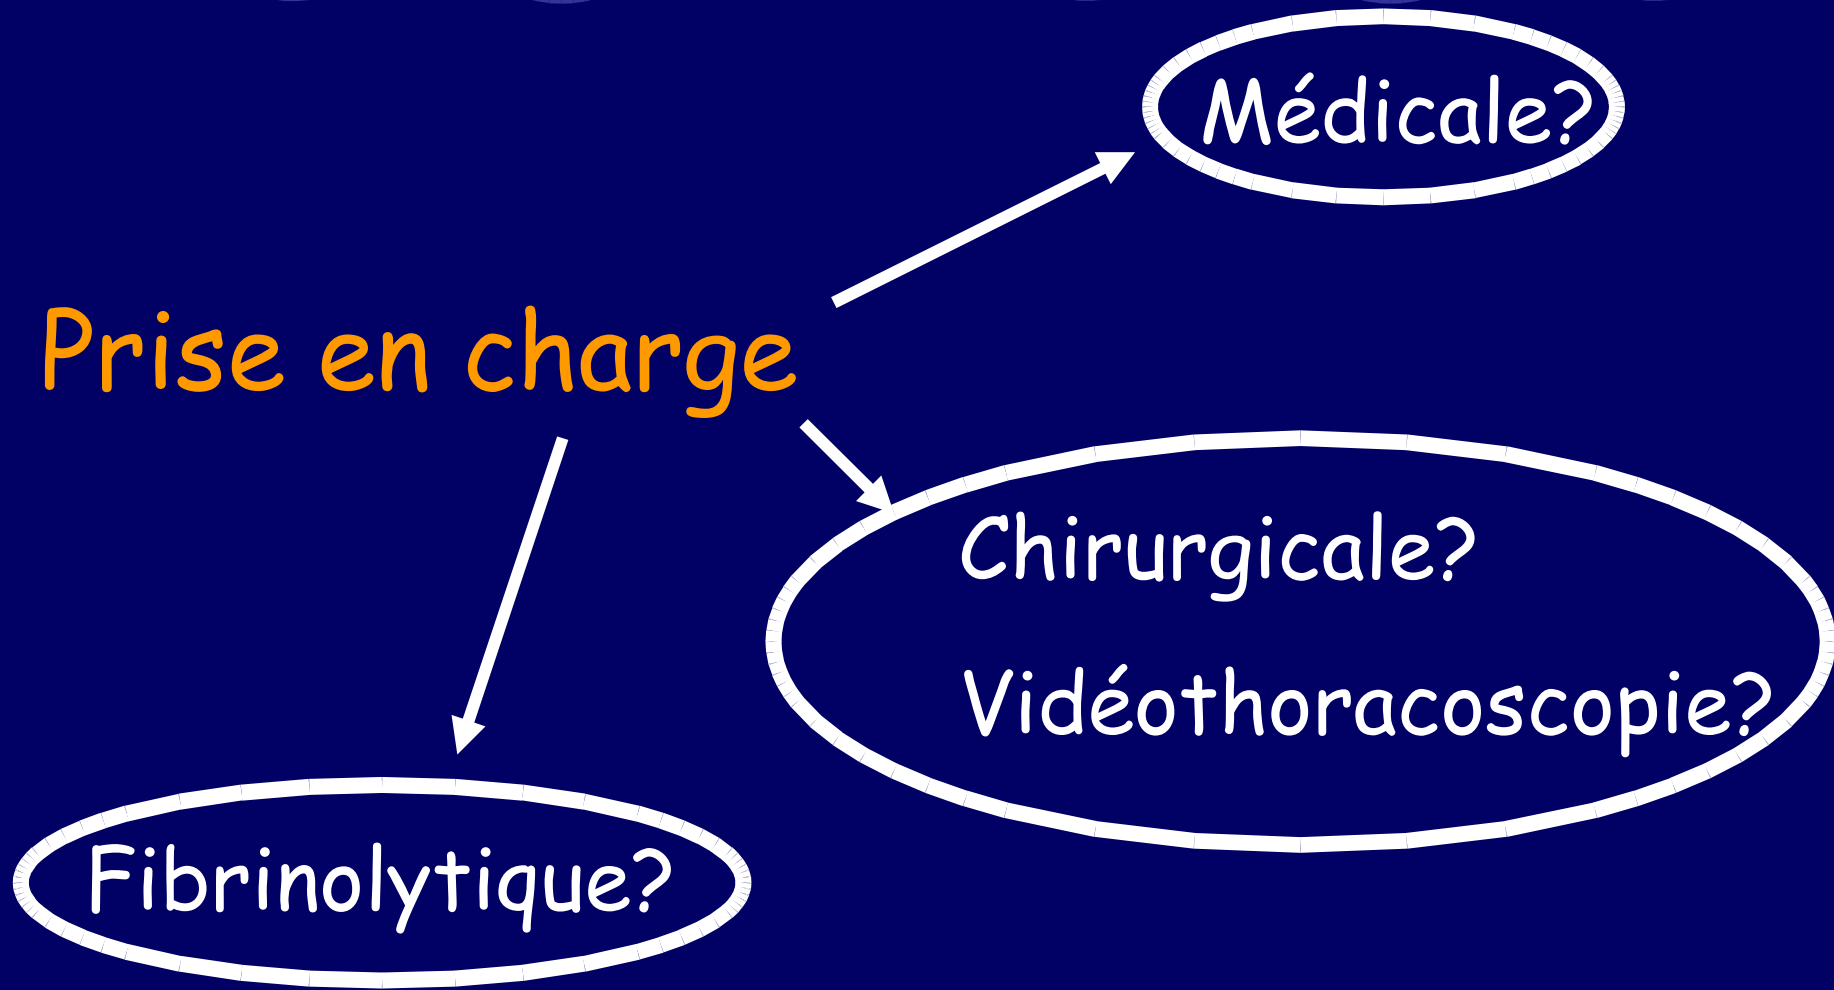 Médicale?
Prise en charge
Chirurgicale?
Vidéothoracoscopie?
Fibrinolytique?